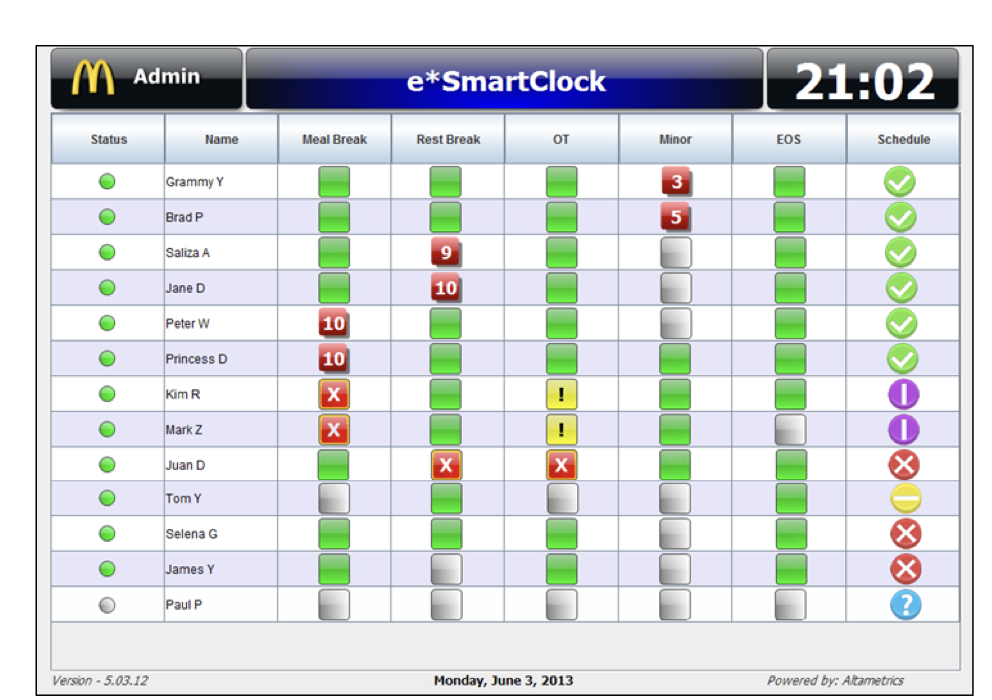 Admin e*SmartClock 21:02
Status Name Meal Break Rest Break OT Minor EOS Schedule
Grammy Y 3
Brad P 5
Saliza A 9
Jane D 10
Peter W 10
Princess D 10
Kim R X !
Mark Z X !
Juan D X X
Tom Y
Selena G
James Y
Paul P ?
Version - 5.03.12 Monday, June 3, 2013 Powered by: Altametrics